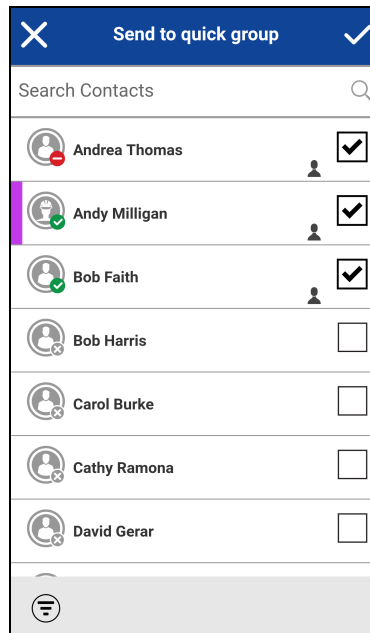 Send to quick group
Search Contacts
Andrea Thomas
Andy Milligan
Bob Faith
Bob Harris
Carol Burke
Cathy Ramona
David Gerar